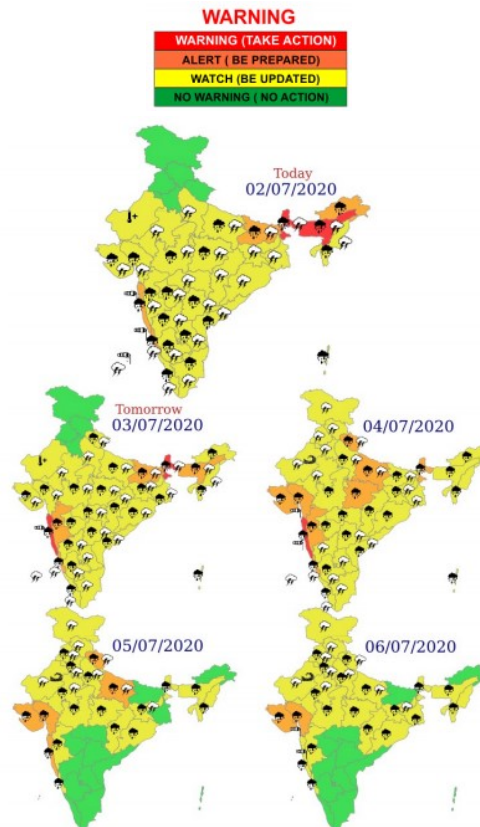 WARNING
WARNING (TAKE ACTION)
ALERT ( BE PREPARED)
WATCH (BE UPDATED)
NO WARNING ( NO ACTION)
Today
02/07/2020
Tomorrow
03/07/2020
04/07/2020
05/07/2020
06/07/2020